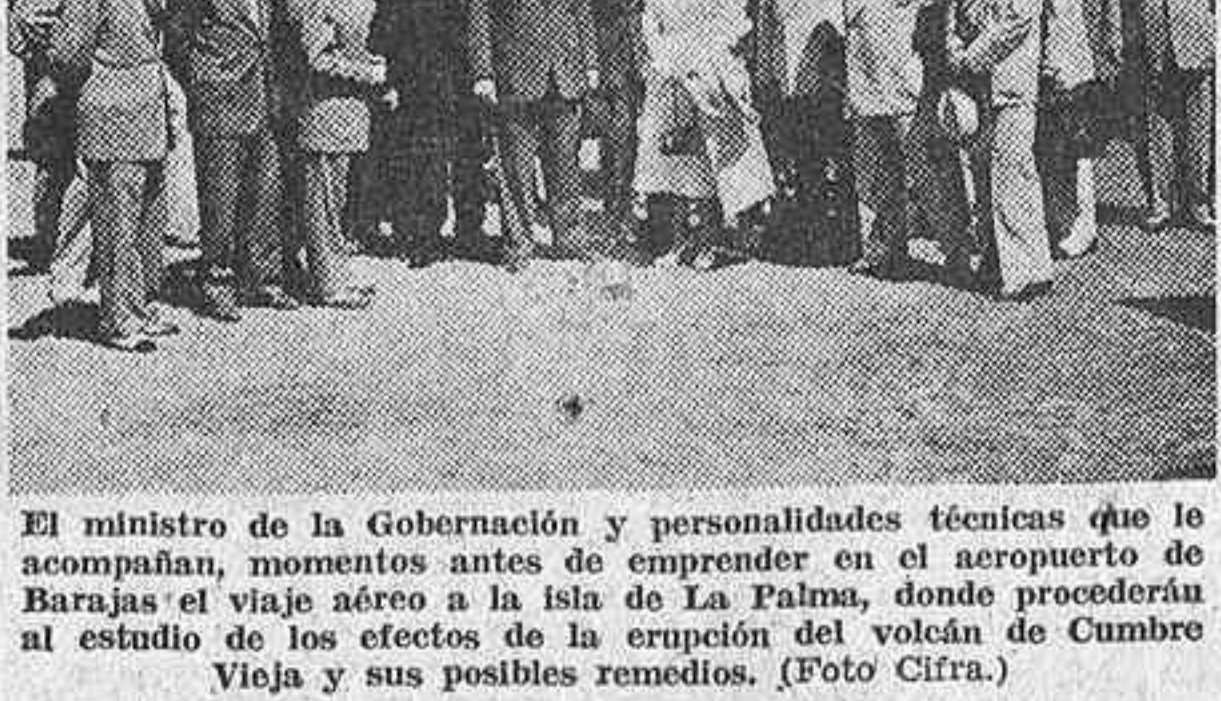 El ministro de la Gobernación y personalidades técnicas que le
acompañan, momentos antes de emprender en el aeropuerto de
Barajas el viaje aéreo a la isla de La Palma, donde procederán
al estudio de los efectos de la erupción del volcán de Cumbre
Vieja y sus posibles remedios. (Foto Cifra.)